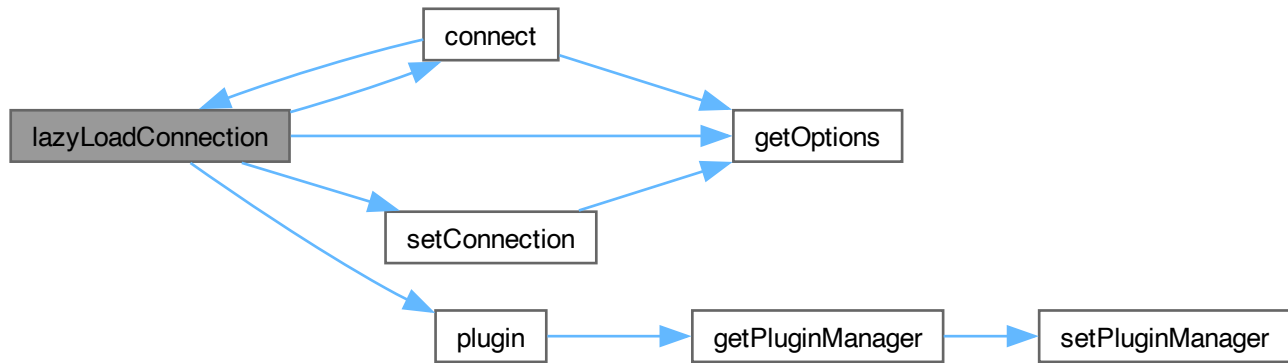 connect
lazyLoadConnection
getOptions
setConnection
plugin
getPluginManager
setPluginManager